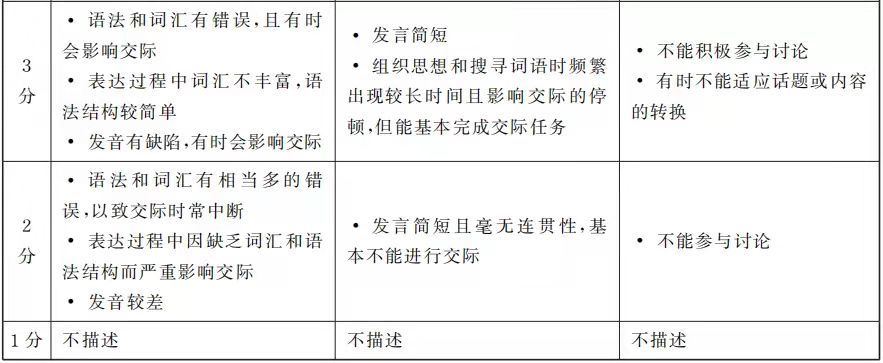 3
分
• 语法和词汇有错误,且有时
会影响交际
• 表达过程中词汇不丰富,语
法结构较简单
• 发音有缺陷,有时会影响交际
• 发言简短
• 组织思想和搜寻词语时频繁
出现较长时间且影响交际的停
顿,但能基本完成交际任务
• 不能积极参与讨论
• 有时不能适应话题或内容
的转换
2
分
• 语法和词汇有相当多的错
误,以致交际时常中断
• 表达过程中因缺乏词汇和语
法结构而严重影响交际
• 发音较差
• 发言简短且毫无连贯性,基
本不能进行交际
• 不能参与讨论
1分
不描述
不描述
不描述